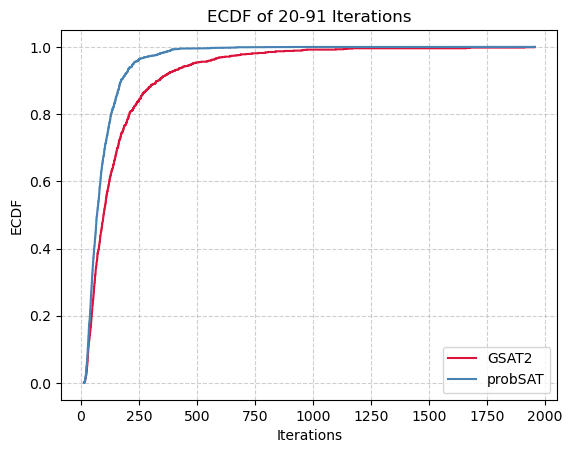 ECDF of 20-91 Iterations
1.0
0.8
0.6
0.4
0.2
0.0
ECDF
0 250 500 750 1000 1250 1500 1750 2000
Iterations
GSAT2
probSAT